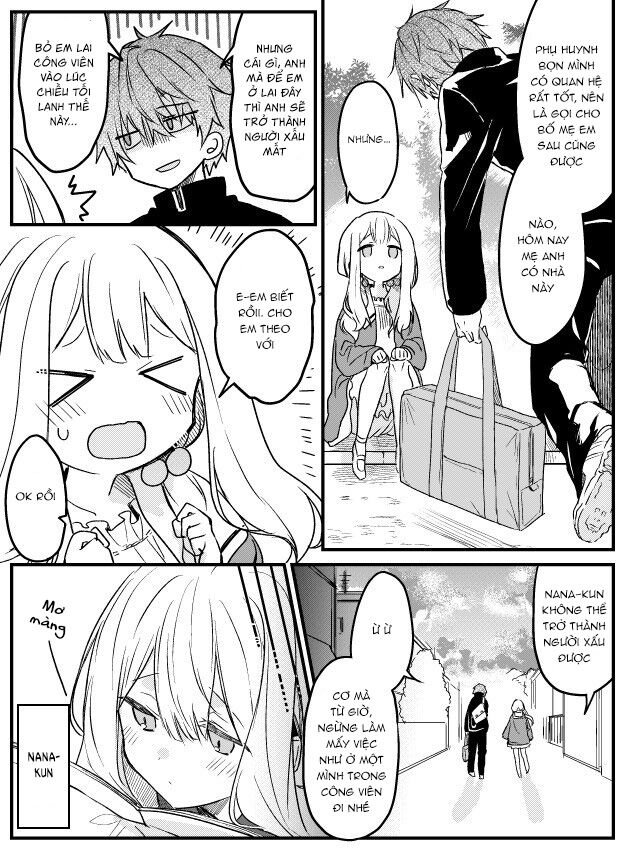 PHỤ HUYNH
BỌN MÌNH
CÓ QUAN HỆ
RẤT TỐT, NÊN
LÀ GỌI CHO
BỐ MẸ EM
SAU CŨNG
ĐƯỢC
NÀO,
HÔM NAY
MẸ ANH
CÓ NHÀ
NÀY
NHƯNG...
NHƯNG
CÁI GÌ, ANH
MÀ ĐỂ EM
Ở LẠI ĐÂY
THÌ ANH SẼ
TRỞ THÀNH
NGƯỜI XẤU
MẤT
BỎ EM LẠI
CÔNG VIÊN
VÀO LÚC
CHIỀU TỐI
LẠNH THẾ
NÀY...
E-EM BIẾT
RỒII. CHO
EM THEO
VỚI
OK RỒI
NANA-KUN
KHÔNG THỂ
TRỞ THÀNH
NGƯỜI XẤU
ĐƯỢC
Ừ Ừ
CƠ MÀ
TỪ GIỜ,
NGỪNG LÀM
MẤY VIỆC
NHƯ Ở MỘT
MÌNH TRONG
CÔNG VIÊN
ĐI NHÉ
Mơ
màng
NANA-
KUN